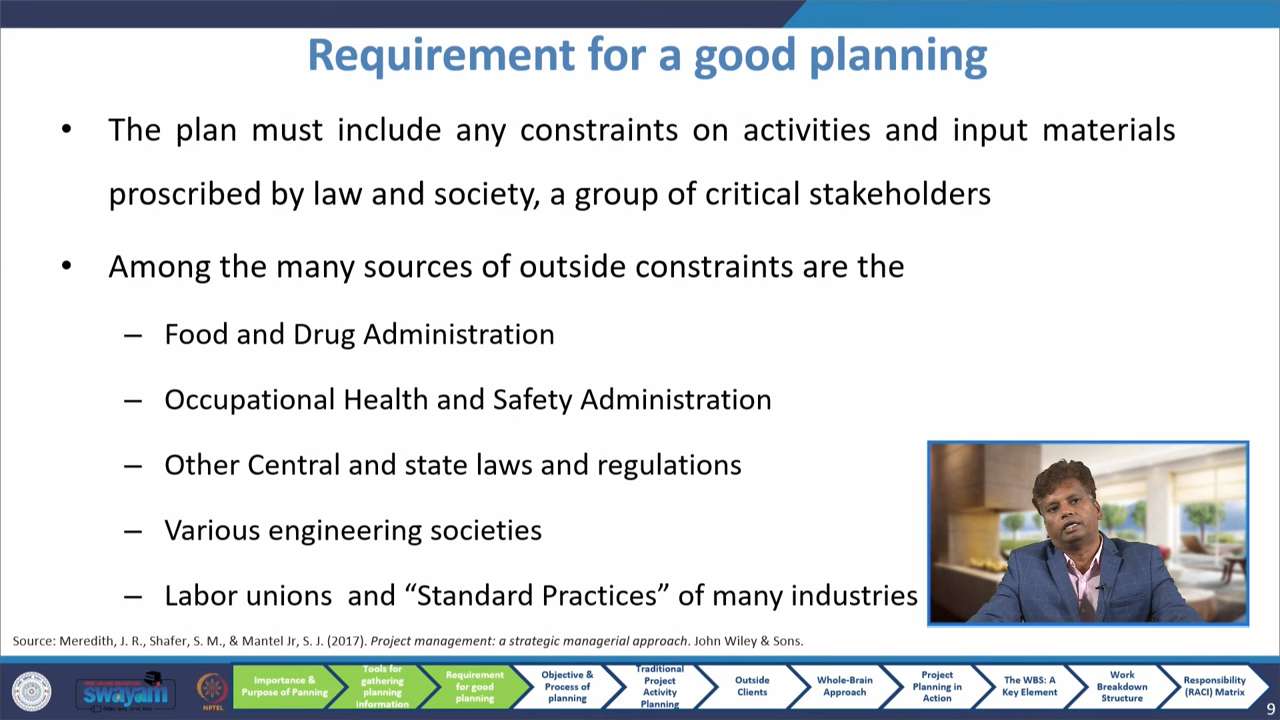 Requirement for a good planning
• The plan must include any constraints on activities and input materials
proscribed by law and society, a group of critical stakeholders
• Among the many sources of outside constraints are the
– Food and Drug Administration
– Occupational Health and Safety Administration
– Other Central and state laws and regulations
– Various engineering societies
– Labor unions and “Standard Practices” of many industries
Source: Meredith, J. R., Shafer, S. M., & Mantel Jr, S. J. (2017). Project management: a strategic managerial approach. John Wiley & Sons.
swayam
NPTEL
Importance &
Purpose of Panning
Tools for
gathering
planning
information
Requirement
for good
planning
Objective &
Process of
planning
Traditional
Project
Activity
Planning
Outside
Clients
Whole-Brain
Approach
Project
Planning in
Action
The WBS: A
Key Element
Work
Breakdown
Structure
Responsibility
(RACI) Matrix
9